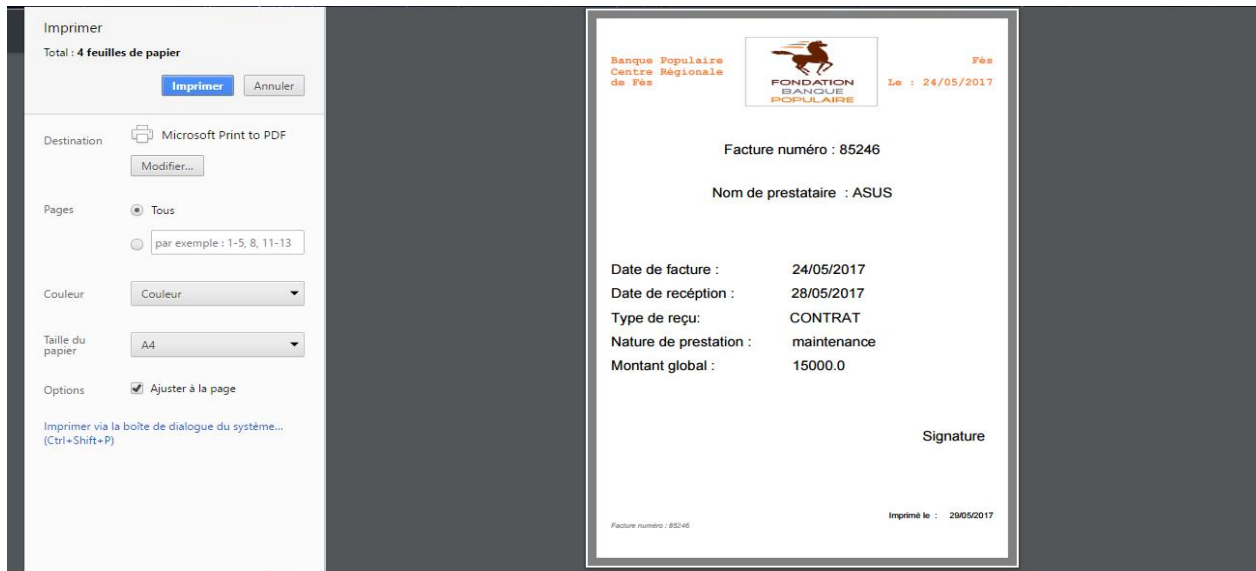 Imprimer
Total : 4 feuilles de papier
Imprimer Annuler
Destination Microsoft Print to PDF
Modifier...
Pages Tous
par exemple : 1-5, 8, 11-13
Couleur Couleur
Taille du
papier A4
Options Ajuster à la page
Imprimer via la boîte de dialogue du système...
(Ctrl+Shift+P)
Banque Populaire
Centre Régionale
de Fès
FONDATION
BANQUE
POPULAIRE
Fès
Le : 24/05/2017
Facture numéro : 85246
Nom de prestataire : ASUS
Date de facture : 24/05/2017
Date de recéption : 28/05/2017
Type de reçu: CONTRAT
Nature de prestation : maintenance
Montant global : 15000.0
Signature
Imprimé le : 29/05/2017
Facture numéro : 85246